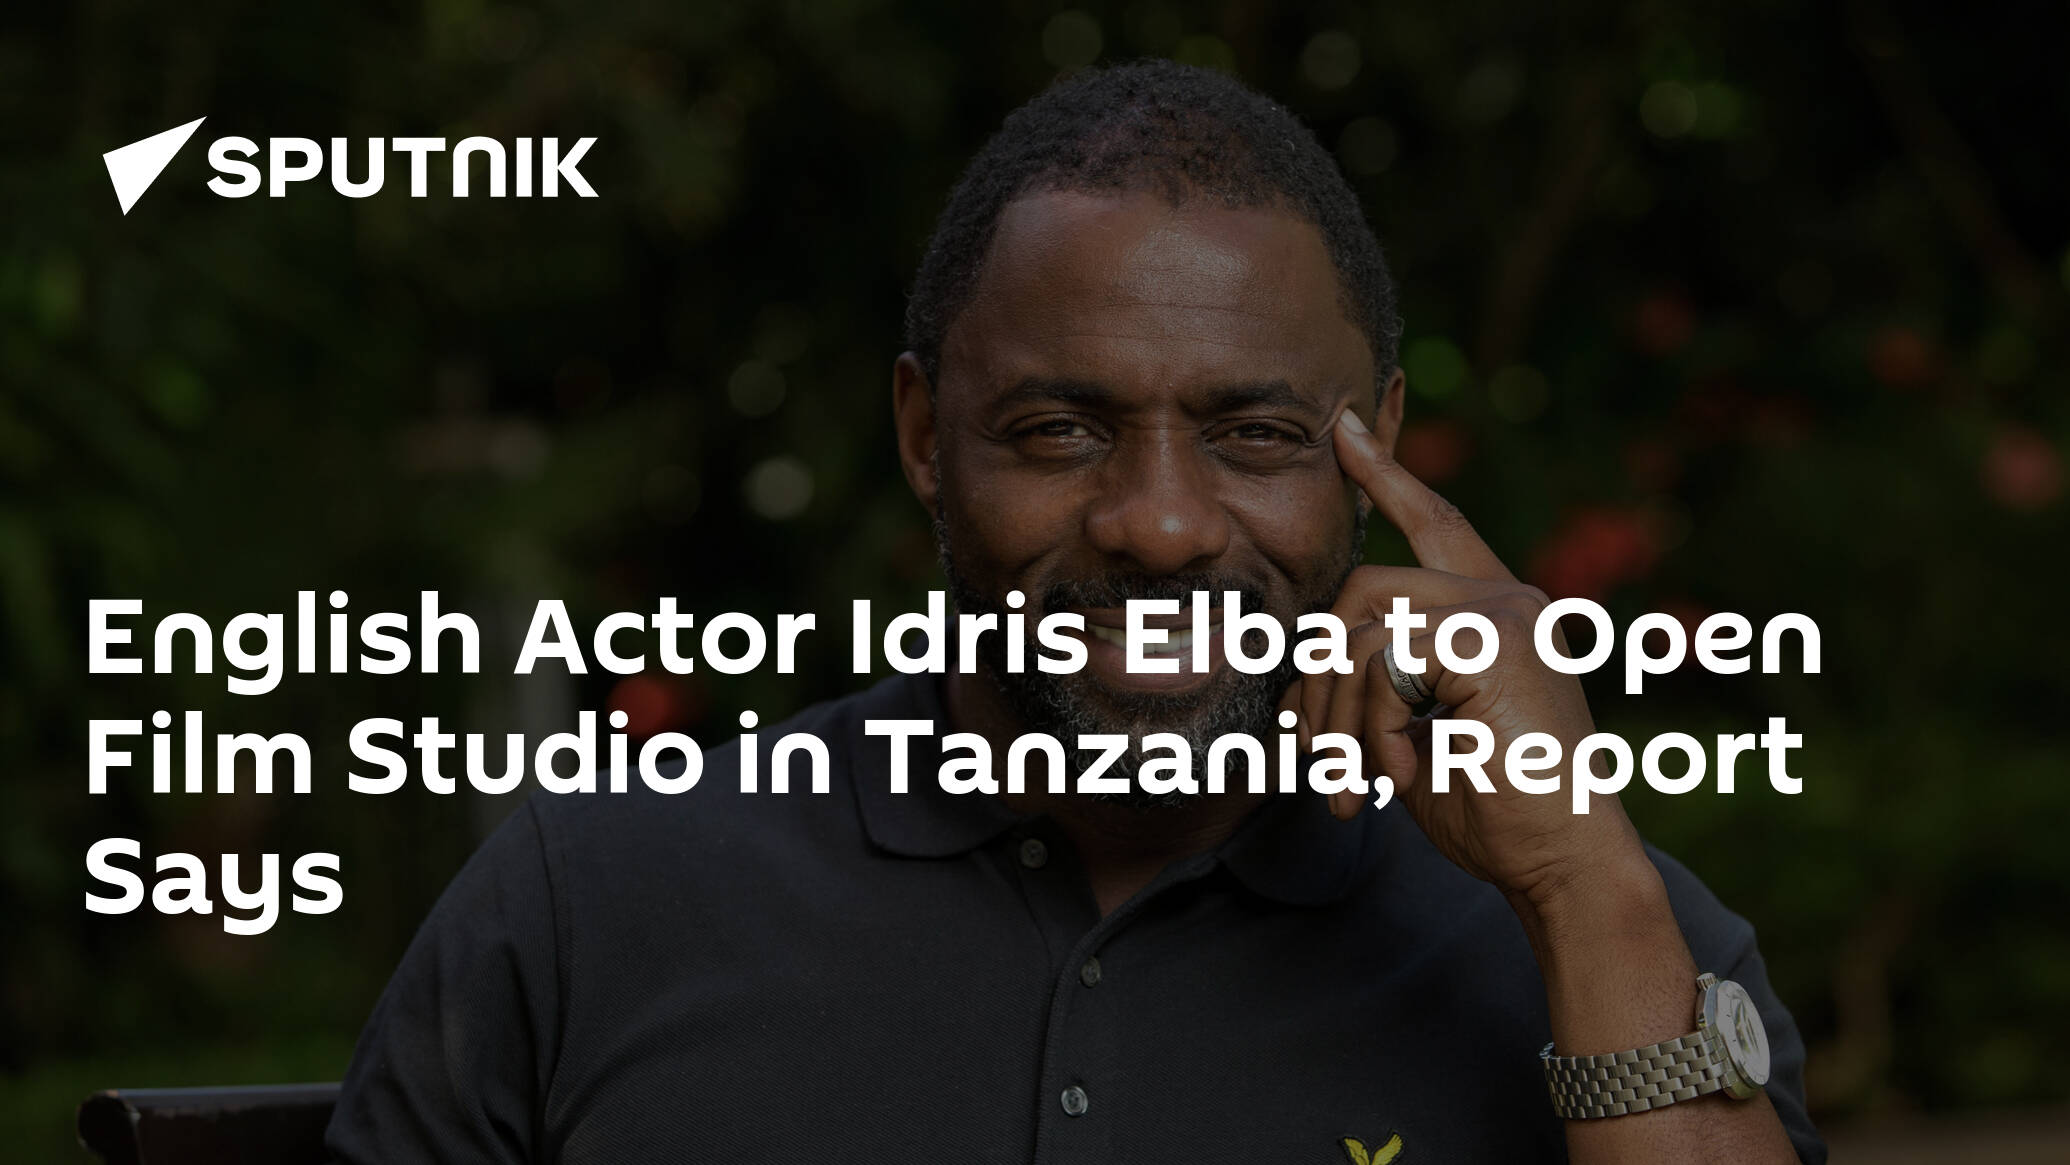 SPUTNIK
English Actor Idris Elba to Open
Film Studio in Tanzania, Report
Says